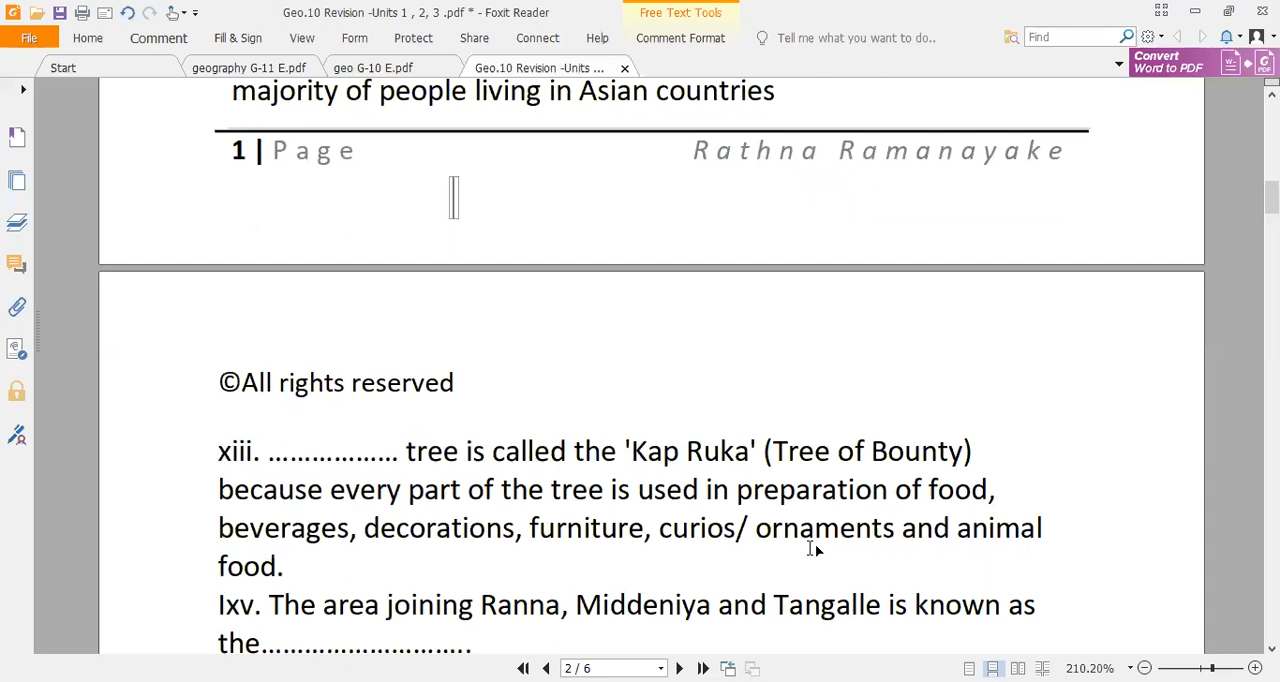 Geo.10 Revision -Units 1 , 2, 3 .pdf * - Foxit Reader
Free Text Tools
File Home Comment Fill & Sign View Form Protect Share Connect Help Comment Format Tell me what you want to do.. Find
Start geography G-11 E.pdf geo G-10 E.pdf Geo.10 Revision -Units ...
Convert
Word to PDF
majority of people living in Asian countries
1 | Page Rathna Ramanayake
©All rights reserved
xiii. ……………… tree is called the 'Kap Ruka' (Tree of Bounty)
because every part of the tree is used in preparation of food,
beverages, decorations, furniture, curios/ ornaments and animal
food.
Ixv. The area joining Ranna, Middeniya and Tangalle is known as
the……………………….
2 / 6 210.20%